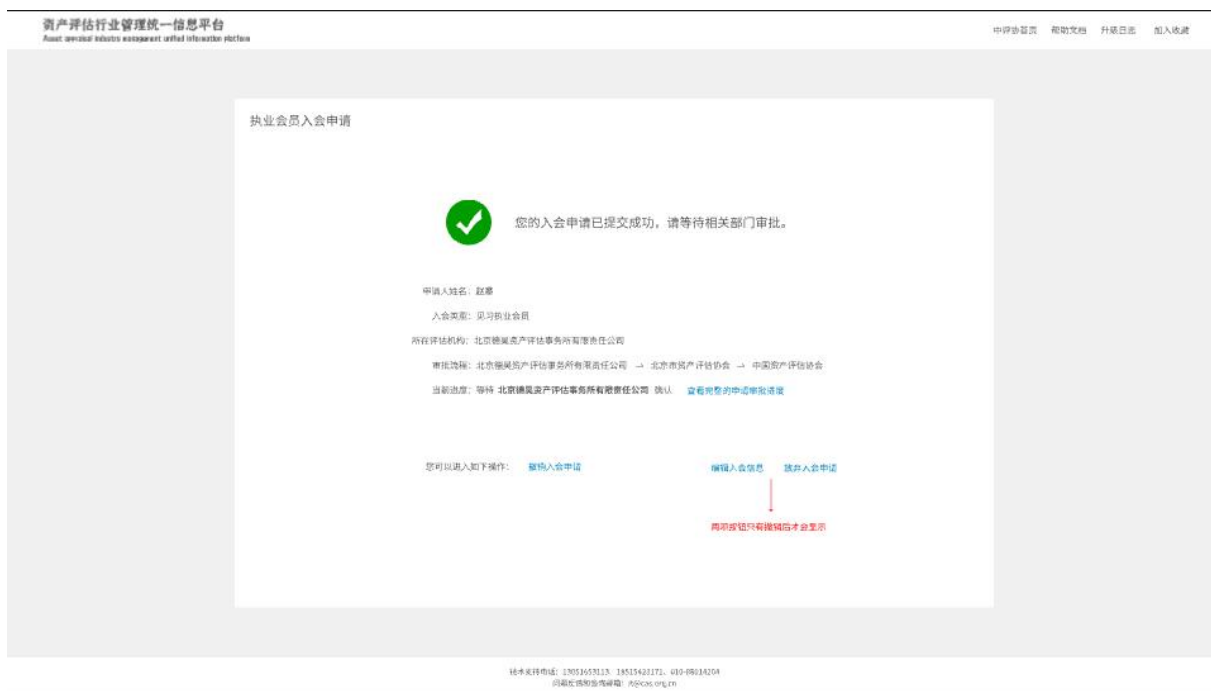 资产评估行业管理统一信息平台
Asset appraisal industry management unified information platform
中评协首页 帮助文档 升级日志 加入收藏
执业会员入会申请
您的入会申请已提交成功，请等待相关部门审批。
申请人姓名：赵
入会类型：见习执业会员
所在评估机构：北京德昊资产评估事务所有限责任公司
审批流程：北京德昊资产评估事务所有限责任公司 → 北京市资产评估协会 → 中国资产评估协会
当前进度：等待 北京德昊资产评估事务所有限责任公司 确认 查看完整的申请审批进度
您可以进入如下操作： 撤销入会申请 编辑入会信息 放弃入会申请
两项按钮只有撤销后才会显示
技术支持电话：
问题反馈和咨询邮箱：